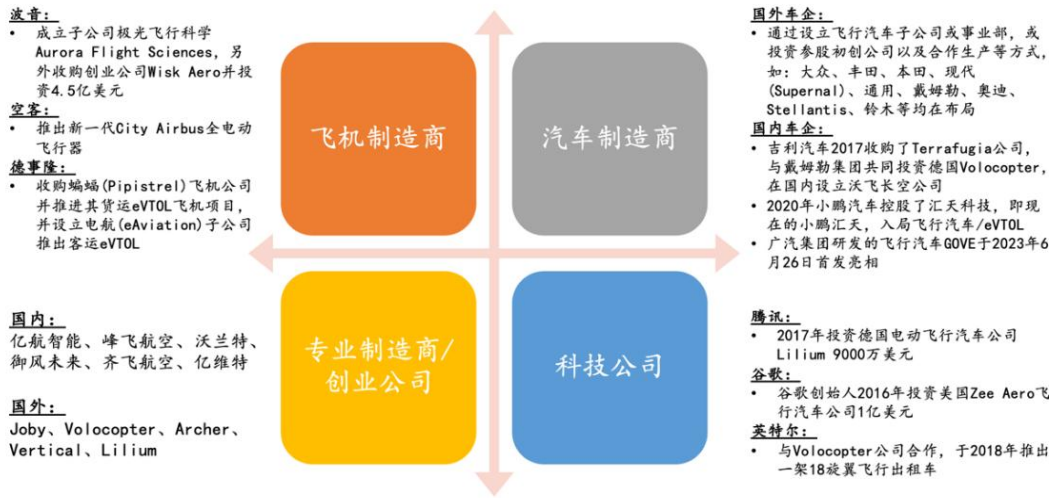 波音：
• 成立子公司极光飞行科学
Aurora Flight Sciences，另
外收购创业公司Wisk Aero并投
资4.5亿美元
空客：
• 推出新一代City Airbus全电动
飞行器
德事隆：
• 收购蝙蝠(Pipistrel)飞机公司
并推进其货运eVTOL飞机项目，
并设立电航(eAviation)子公司
推出客运eVTOL
飞机制造商
汽车制造商
国外车企：
• 通过设立飞行汽车子公司或事业部，或
投资参股初创公司以及合作生产等方式，
如：大众、丰田、本田、现代
(Supernal)、通用、戴姆勒、奥迪、
Stellantis、铃木等均在布局
国内车企：
• 吉利汽车2017收购了Terrafugia公司，
与戴姆勒集团共同投资德国Volocopter，
在国内设立沃飞长空公司
• 2020年小鹏汽车控股了汇天科技，即现
在的小鹏汇天，入局飞行汽车/eVTOL
• 广汽集团研发的飞行汽车GOVE于2023年6
月26日首发亮相
国内：
亿航智能、峰飞航空、沃兰特、
御风未来、齐飞航空、亿维特
国外：
Joby、Volocopter、Archer、
Vertical、Lilium
专业制造商/
创业公司
科技公司
腾讯：
• 2017年投资德国电动飞行汽车公司
Lilium 9000万美元
谷歌：
• 谷歌创始人2016年投资美国Zee Aero飞
行汽车公司1亿美元
英特尔：
• 与Volocopter公司合作，于2018年推出
一架18旋翼飞行出租车